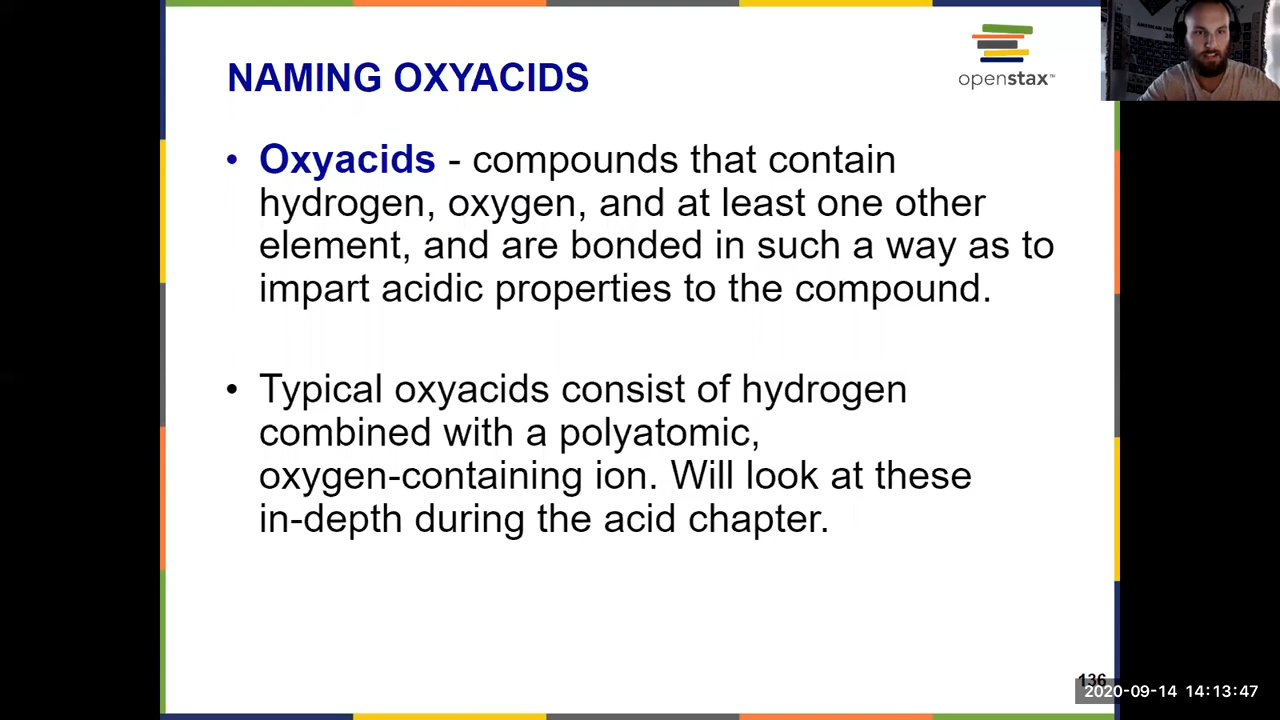 NAMING OXYACIDS
openstax™
• Oxyacids - compounds that contain
hydrogen, oxygen, and at least one other
element, and are bonded in such a way as to
impart acidic properties to the compound.
• Typical oxyacids consist of hydrogen
combined with a polyatomic,
oxygen-containing ion. Will look at these
in-depth during the acid chapter.
136
2020-09-14 14:13:47